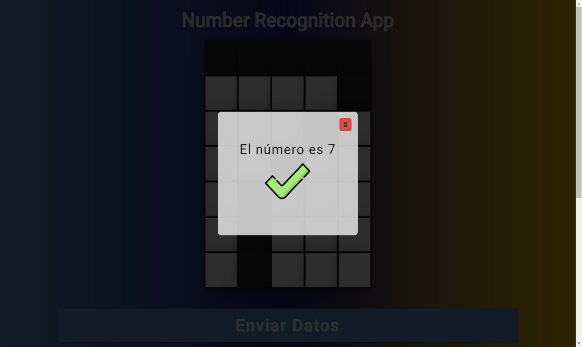 Number Recognition App
x
El número es 7
Enviar Datos